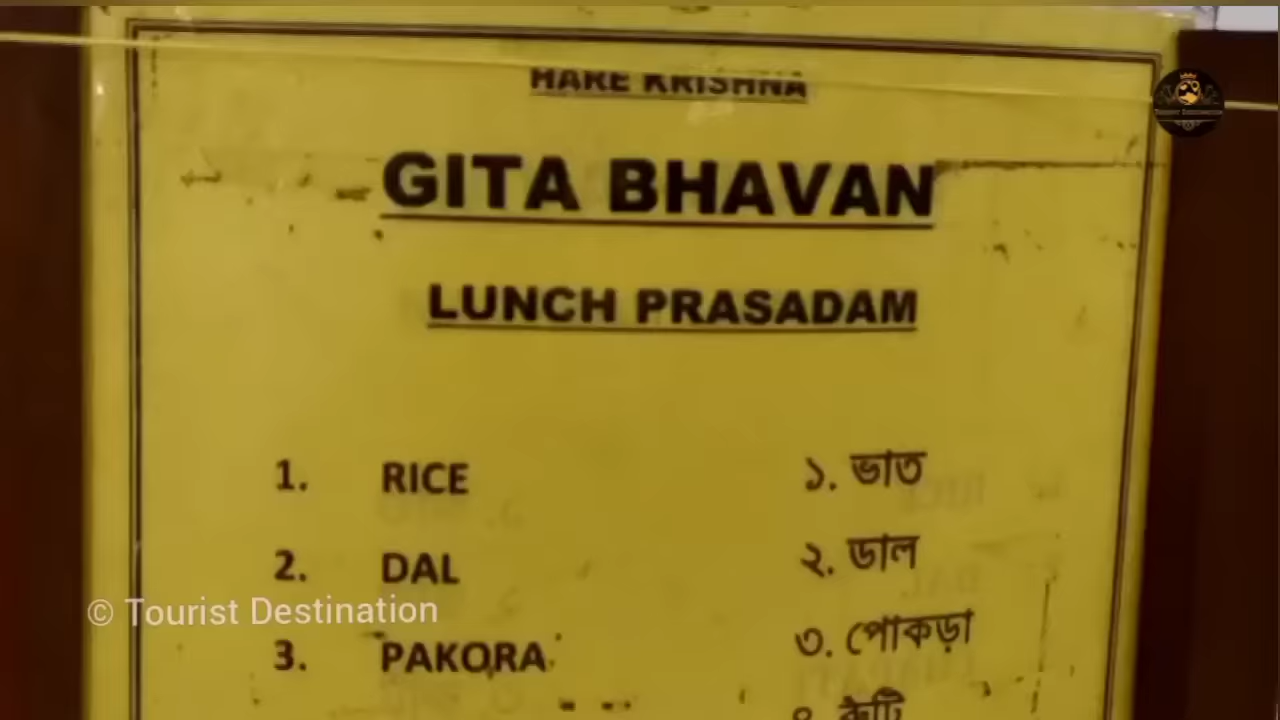 HARE KRISHNA
GITA BHAVAN
LUNCH PRASADAM
1. RICE ১. ভাত
2. DAL ২. ডাল
© Tourist Destination
3. PAKORA ৩. পোকড়া